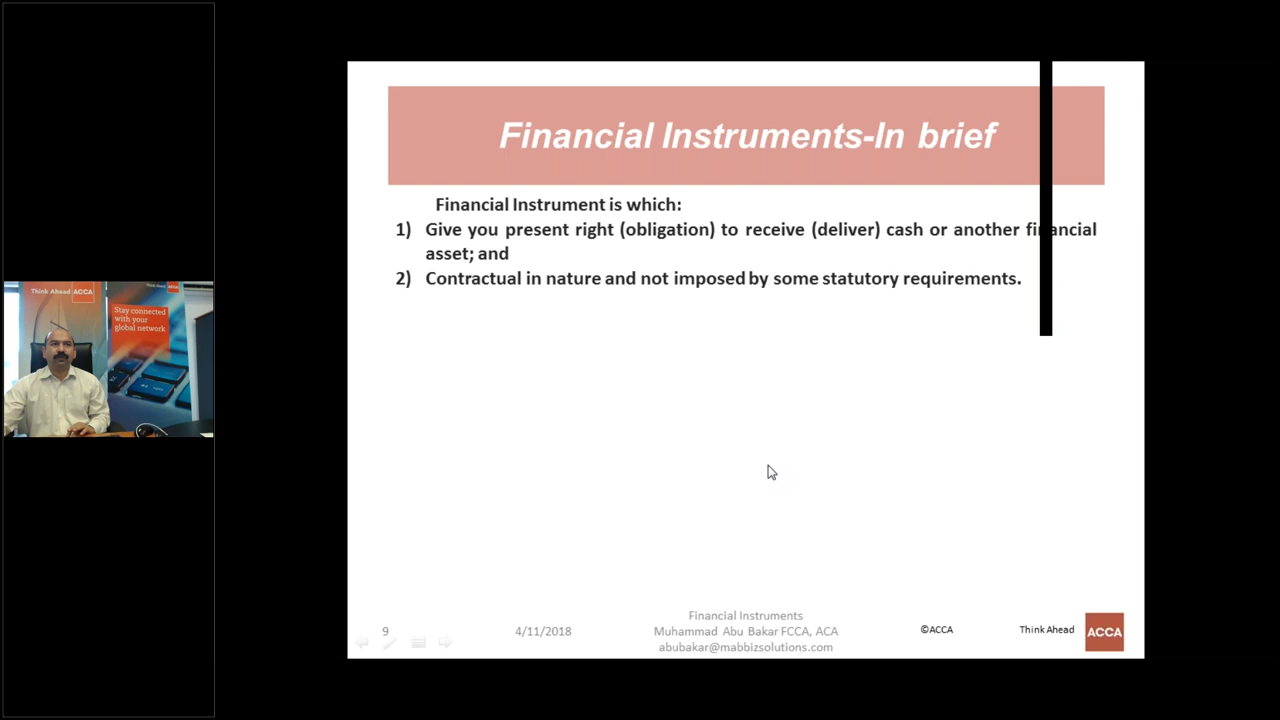 Financial Instruments-In brief
Financial Instrument is which:
1) Give you present right (obligation) to receive (deliver) cash or another financial
asset; and
2) Contractual in nature and not imposed by some statutory requirements.
Think Ahead ACCA
Think Ahead ACCA
Stay connected
with your
global network
9
4/11/2018
Financial Instruments
Muhammad Abu Bakar FCCA, ACA
abubakar@mabbizsolutions.com
©ACCA
Think Ahead
ACCA